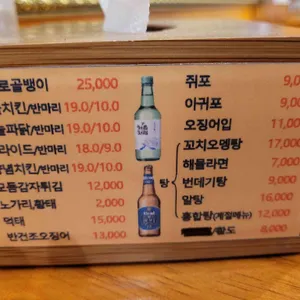 로골뱅이 25,000
치킨/반마리 19.0/10.0
파닭/반마리 19.0/10.0
라이드/반마리 18.0/9.0
념치킨/반마리 19.0/10.0
모듬감자튀김 12,000
노가리,황태 2,000
먹태 15,000
반건조오징어 13,000
쥐포 9,0
아귀포 9,
오징어입 11,00
꼬치오뎅탕 17,000
해물라면 7,000
탕 번데기탕 9,000
알탕 16,000
홍합탕(계절메뉴) 12,000
/황도 8,000